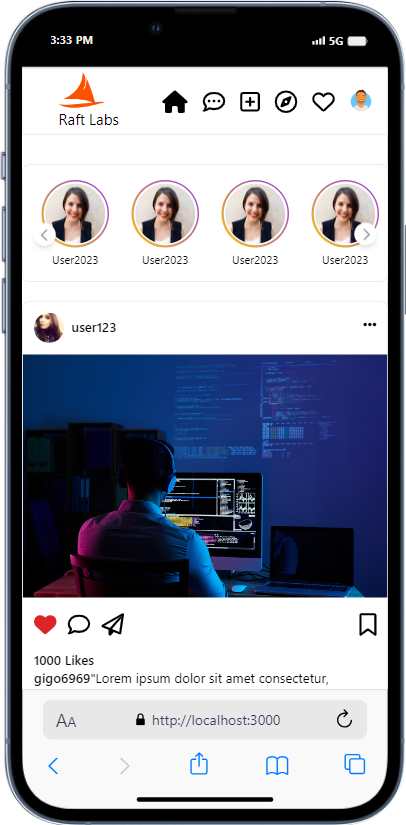 3:33 PM
5G
Raft Labs
User2023 User2023 User2023 User2023
user123
1000 Likes
gigo6969"Lorem ipsum dolor sit amet consectetur,
AA
http://localhost:3000